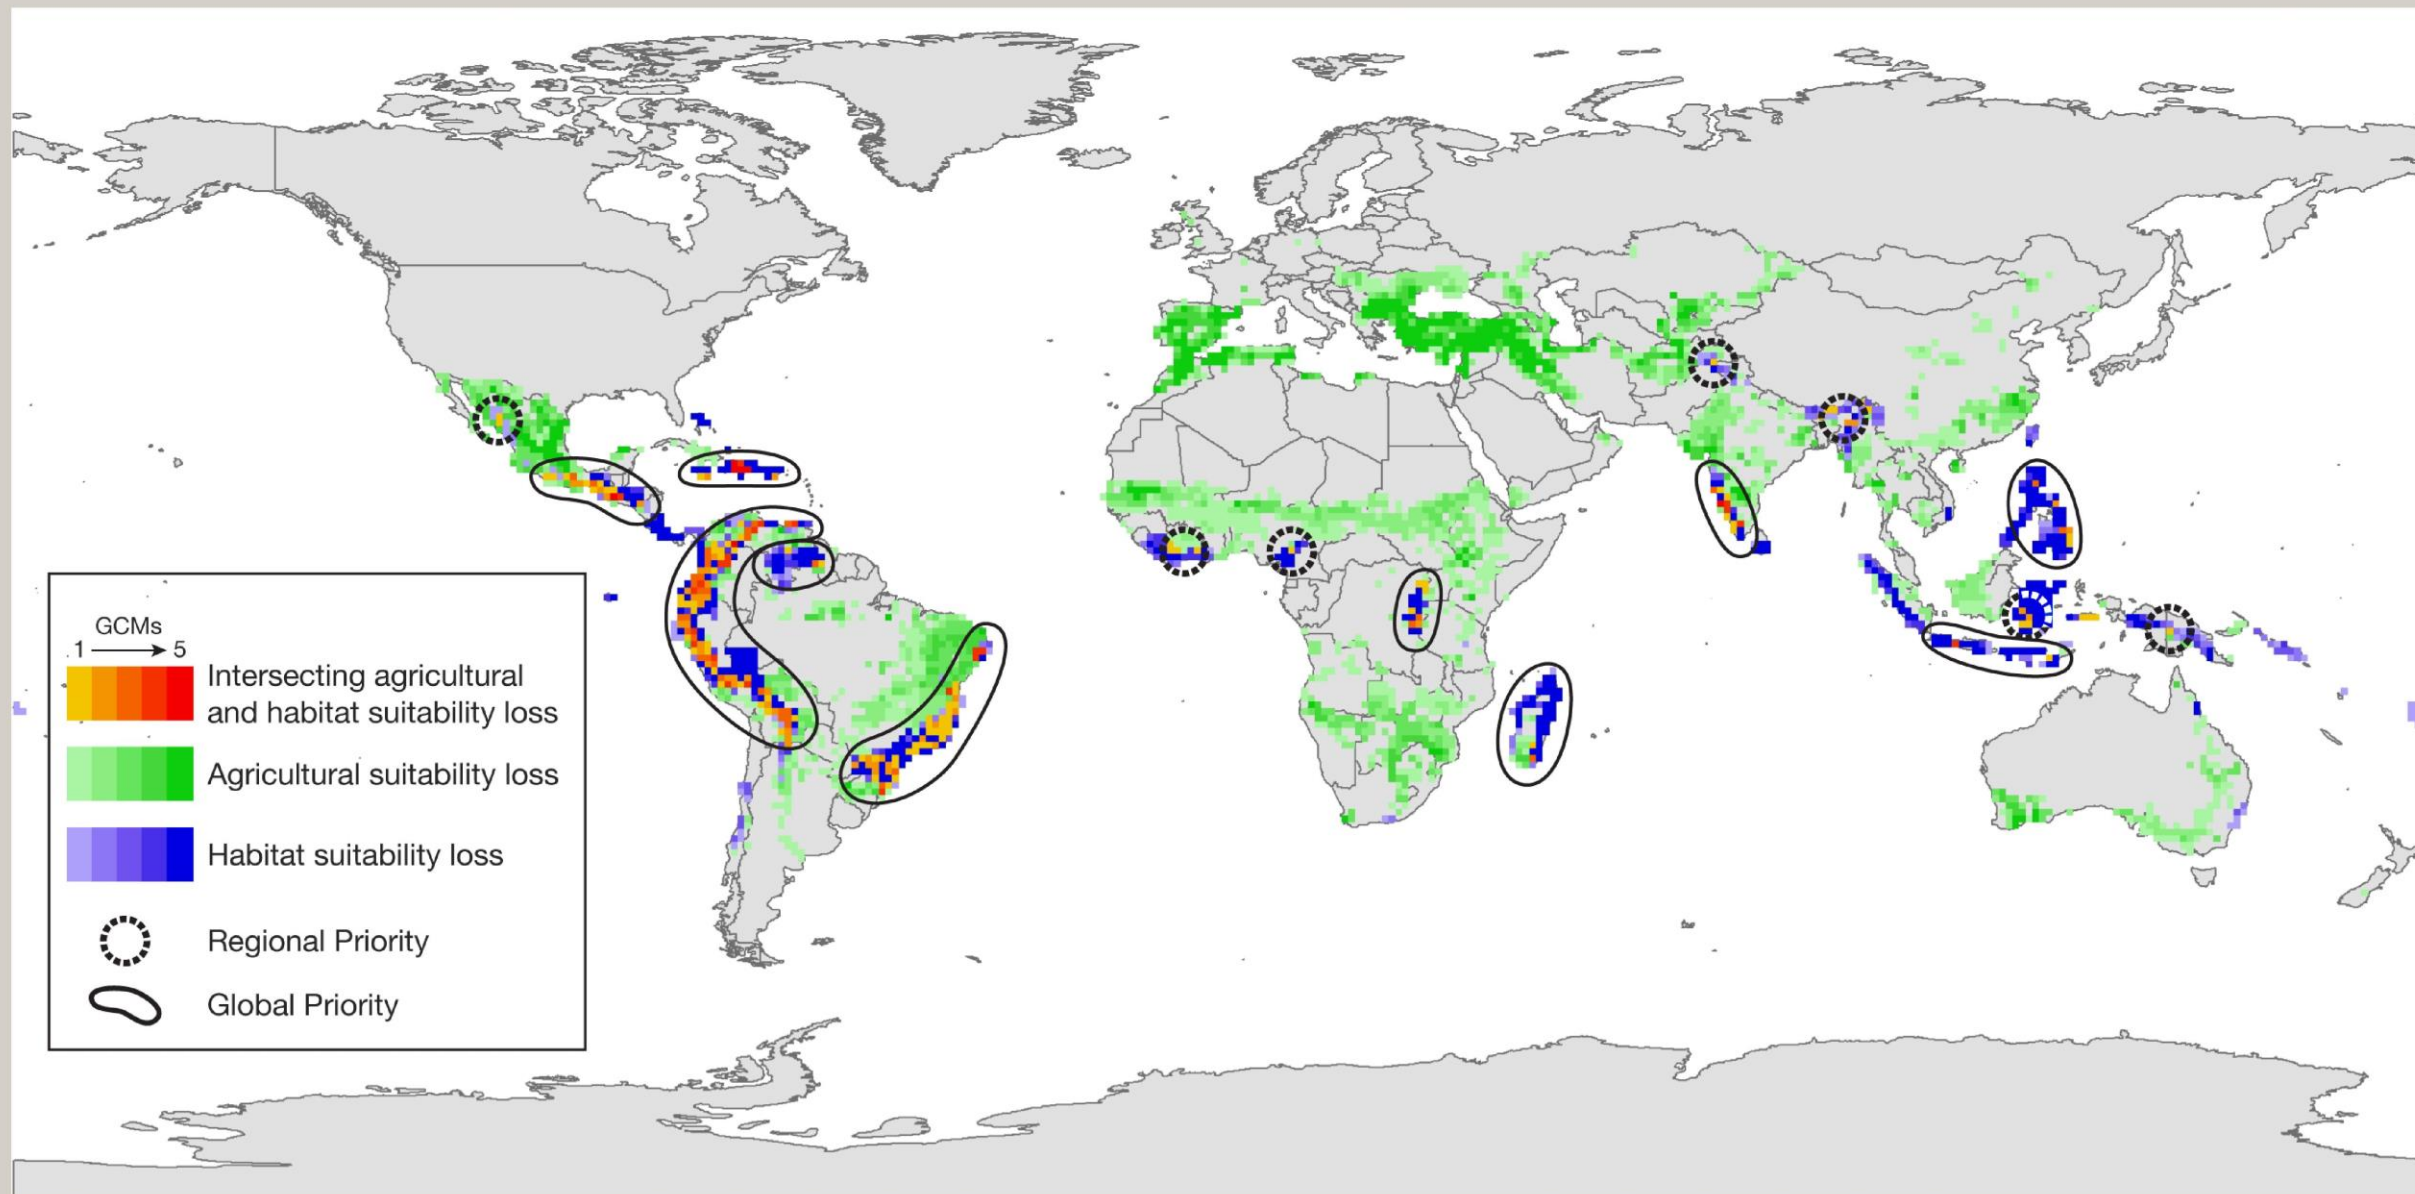 GCMs
1 5
Intersecting agricultural
and habitat suitability loss
Agricultural suitability loss
Habitat suitability loss
Regional Priority
Global Priority